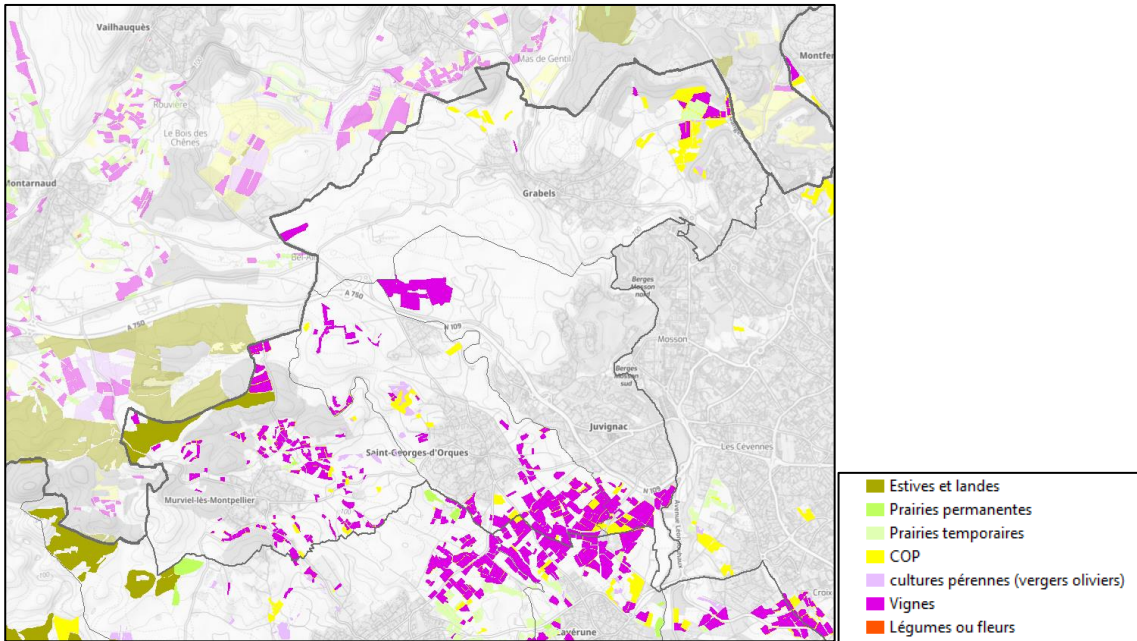 Vailhauquès
Mas de Gentil
Montfer
Rouvière
Le Bois des
Chênes
Montarnaud
Grabels
Bel-Air
A 750
A 750
N 109
Berges
Mosson
nord
Mosson
Berges
Mosson
sud
Juvignac
Les Cévennes
Saint-Georges-d'Orques
Murviel-lès-Montpellier
N 109
Lavérune
Croix
Estives et landes
Prairies permanentes
Prairies temporaires
COP
cultures pérennes (vergers oliviers)
Vignes
Légumes ou fleurs